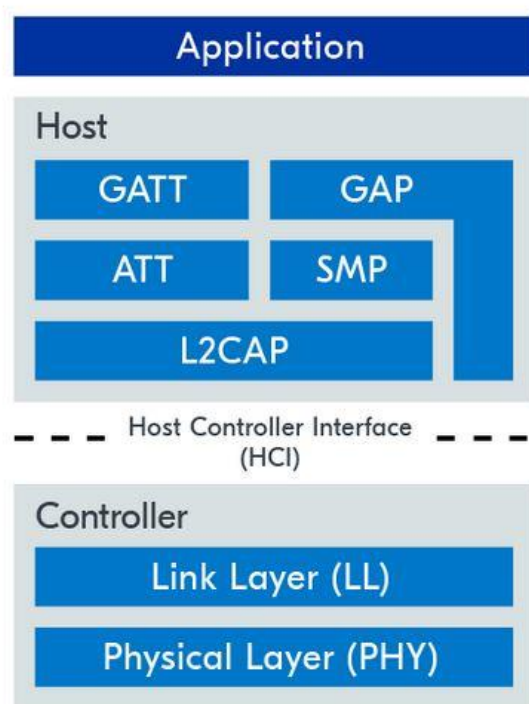 Application
Host
GATT
GAP
ATT
SMP
L2CAP
Host Controller Interface
(HCI)
Controller
Link Layer (LL)
Physical Layer (PHY)